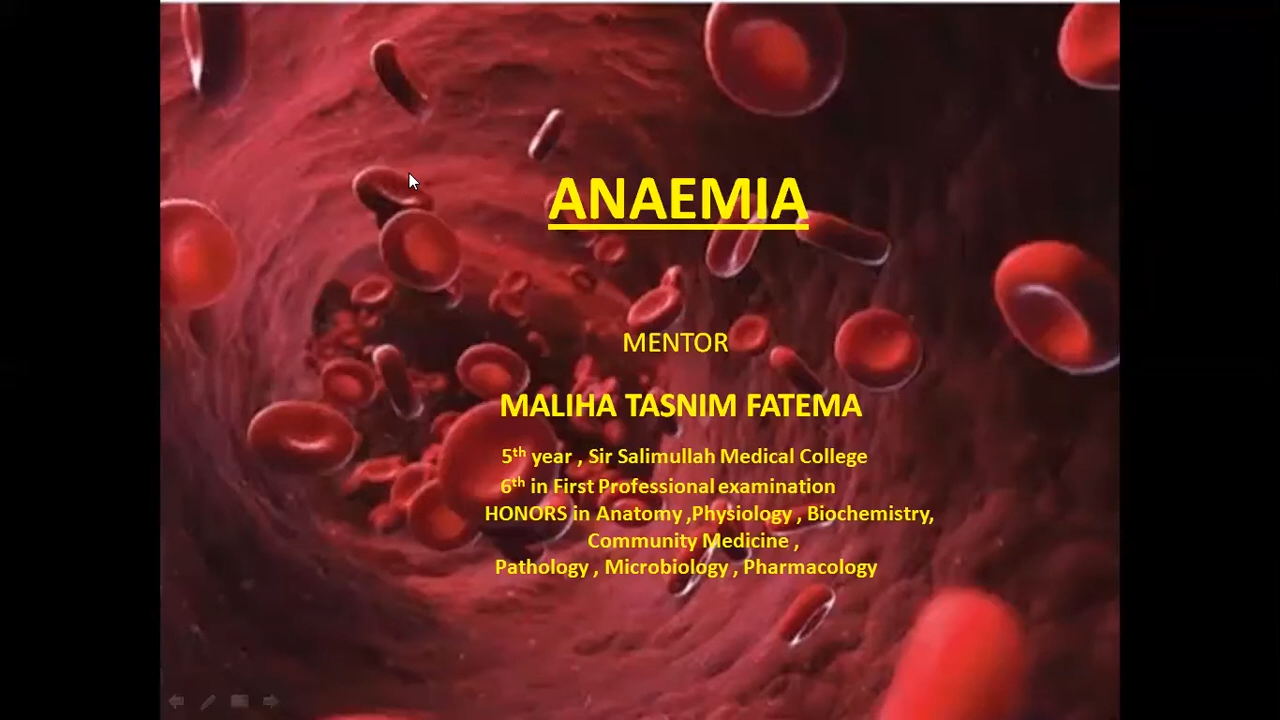 ANAEMIA
MENTOR
MALIHA TASNIM FATEMA
5th year , Sir Salimullah Medical College
6th in First Professional examination
HONORS in Anatomy ,Physiology , Biochemistry,
Community Medicine ,
Pathology , Microbiology , Pharmacology